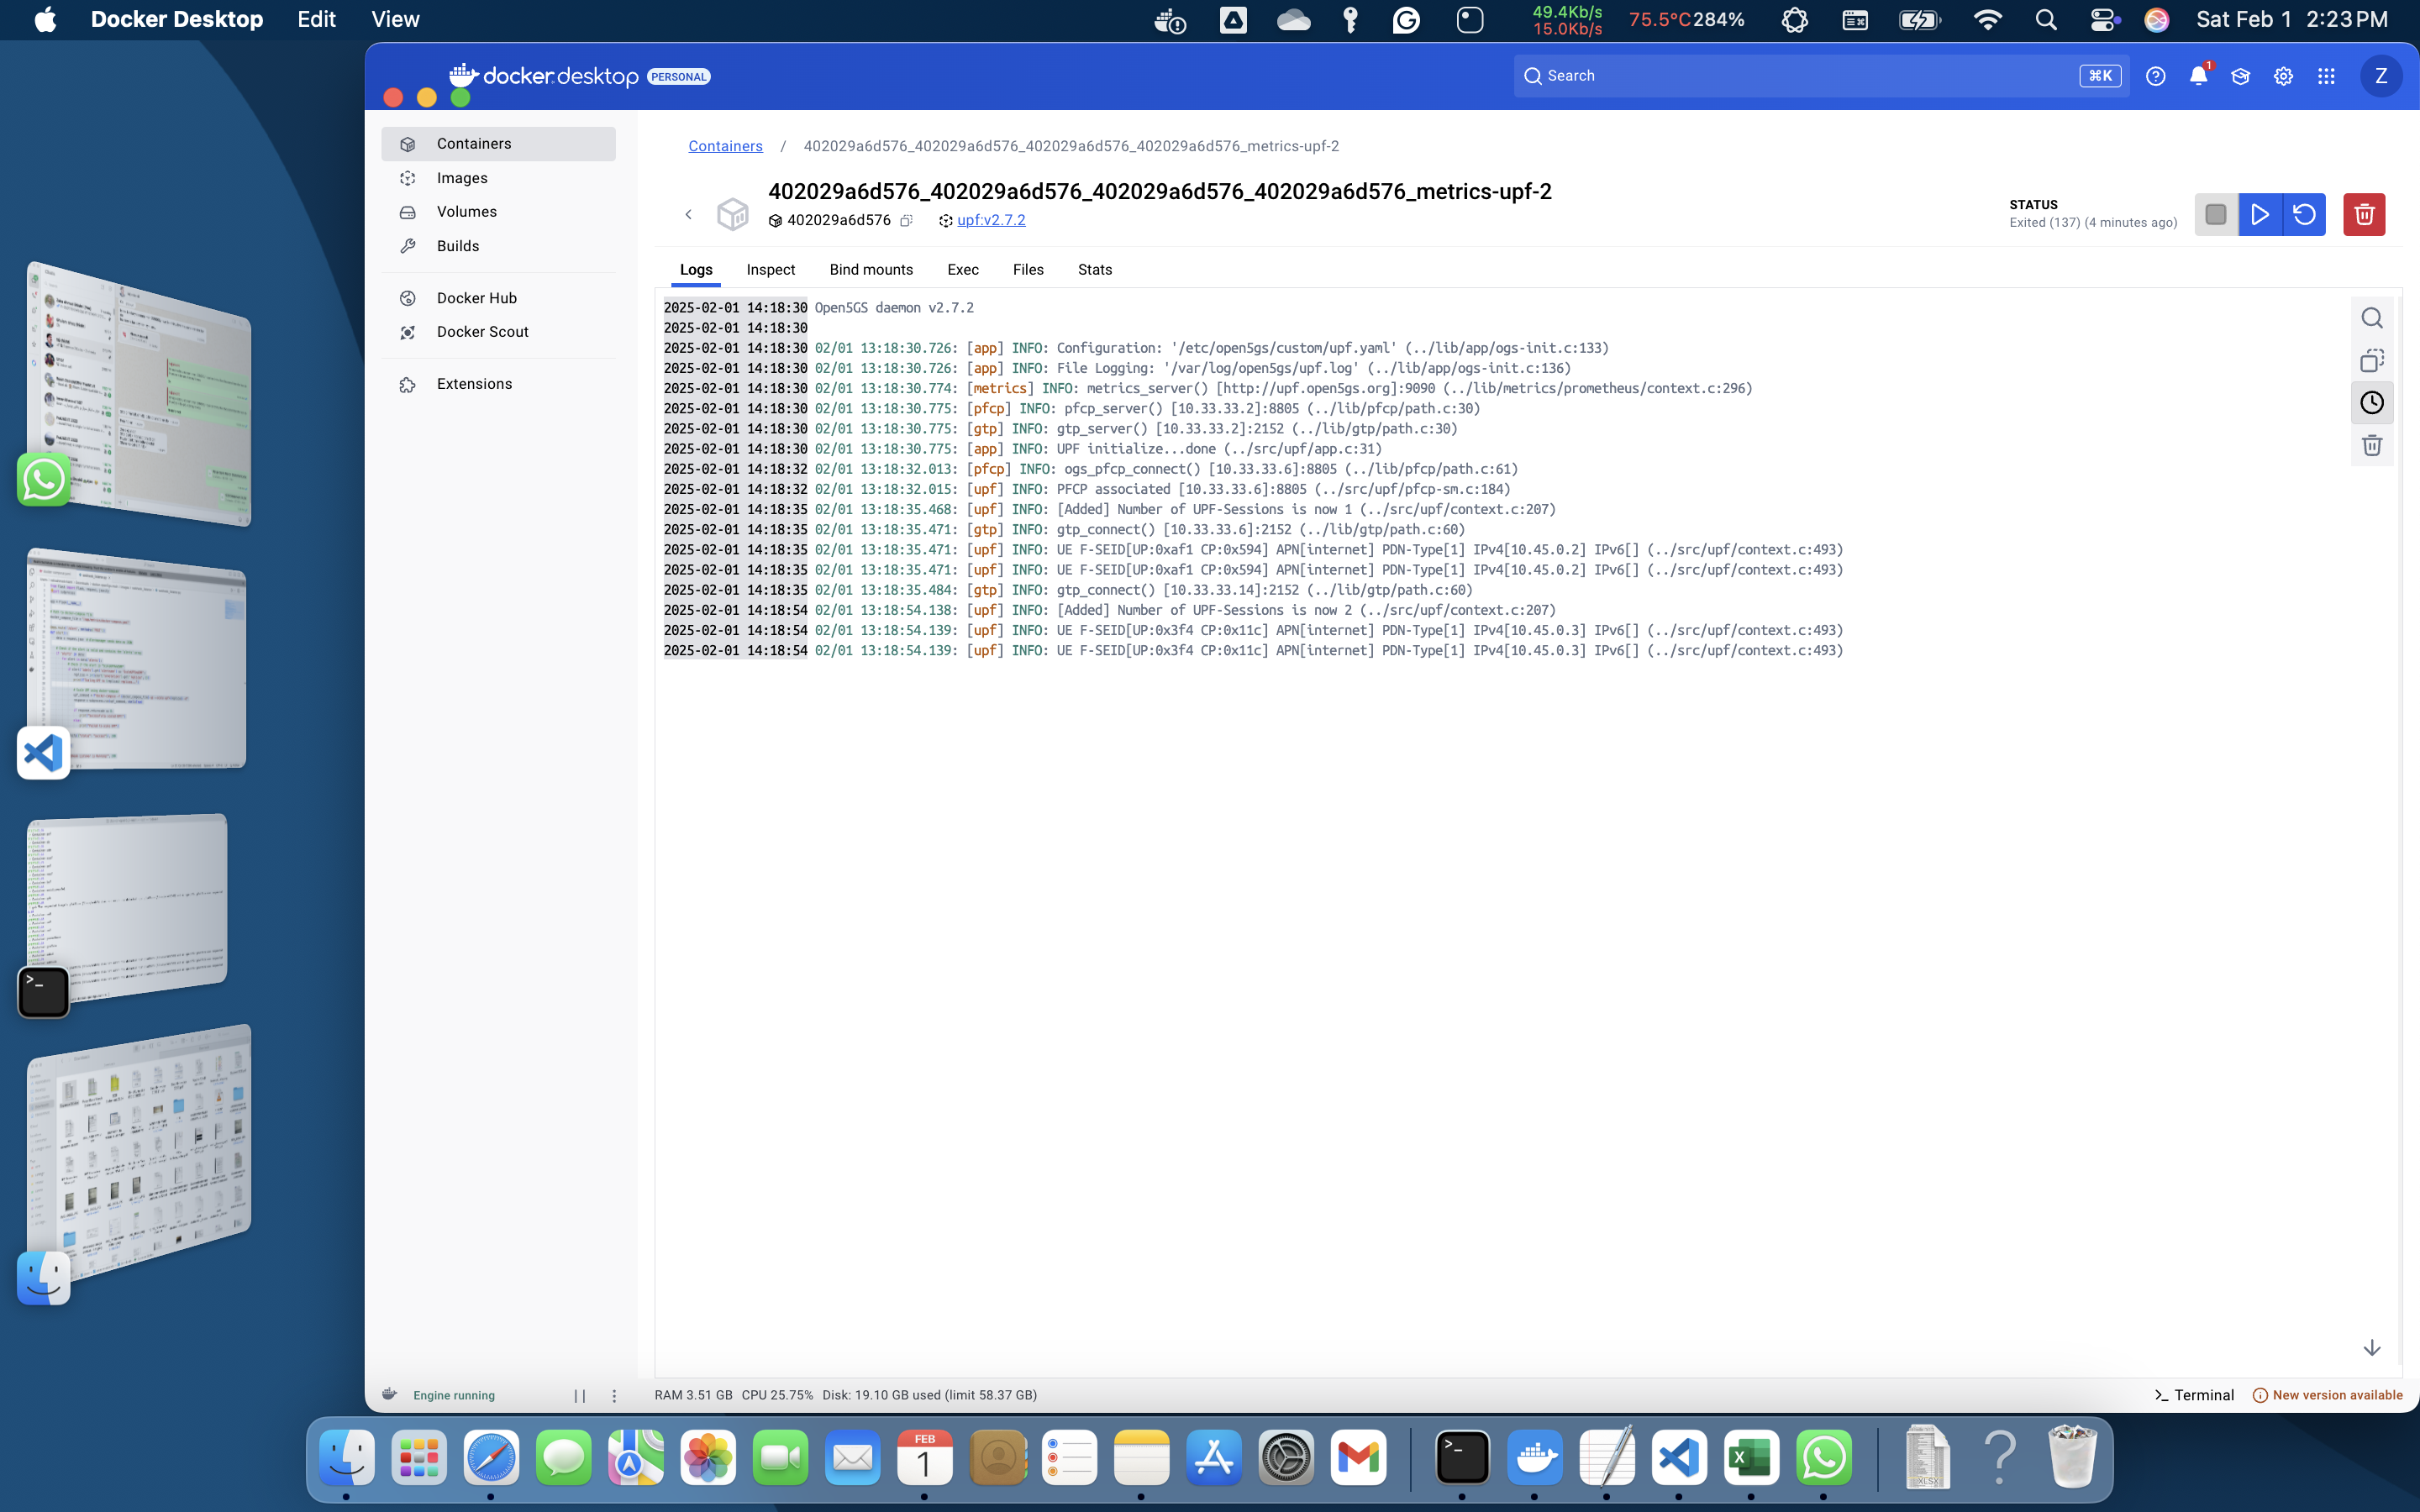 Docker Desktop Edit View
49.4Kb/s
15.0Kb/s
75.5°C 284%
Sat Feb 1 2:23 PM
docker desktop PERSONAL
Search ⌘K
1
Z
Containers
Images
Volumes
Builds
Docker Hub
Docker Scout
Extensions
Containers / 402029a6d576_402029a6d576_402029a6d576_402029a6d576_metrics-upf-2
402029a6d576_402029a6d576_402029a6d576_402029a6d576_metrics-upf-2
402029a6d576 upf:v2.7.2
STATUS
Exited (137) (4 minutes ago)
Logs Inspect Bind mounts Exec Files Stats
2025-02-01 14:18:30 Open5GS daemon v2.7.2
2025-02-01 14:18:30
2025-02-01 14:18:30 02/01 13:18:30.726: [app] INFO: Configuration: '/etc/open5gs/custom/upf.yaml' (../lib/app/ogs-init.c:133)
2025-02-01 14:18:30 02/01 13:18:30.726: [app] INFO: File Logging: '/var/log/open5gs/upf.log' (../lib/app/ogs-init.c:136)
2025-02-01 14:18:30 02/01 13:18:30.774: [metrics] INFO: metrics_server() [http://upf.open5gs.org]:9090 (../lib/metrics/prometheus/context.c:296)
2025-02-01 14:18:30 02/01 13:18:30.775: [pfcp] INFO: pfcp_server() [10.33.33.2]:8805 (../lib/pfcp/path.c:30)
2025-02-01 14:18:30 02/01 13:18:30.775: [gtp] INFO: gtp_server() [10.33.33.2]:2152 (../lib/gtp/path.c:30)
2025-02-01 14:18:30 02/01 13:18:30.775: [app] INFO: UPF initialize...done (../src/upf/app.c:31)
2025-02-01 14:18:32 02/01 13:18:32.013: [pfcp] INFO: ogs_pfcp_connect() [10.33.33.6]:8805 (../lib/pfcp/path.c:61)
2025-02-01 14:18:32 02/01 13:18:32.015: [upf] INFO: PFCP associated [10.33.33.6]:8805 (../src/upf/pfcp-sm.c:184)
2025-02-01 14:18:35 02/01 13:18:35.468: [upf] INFO: [Added] Number of UPF-Sessions is now 1 (../src/upf/context.c:207)
2025-02-01 14:18:35 02/01 13:18:35.471: [gtp] INFO: gtp_connect() [10.33.33.6]:2152 (../lib/gtp/path.c:60)
2025-02-01 14:18:35 02/01 13:18:35.471: [upf] INFO: UE F-SEID[UP:0xaf1 CP:0x594] APN[internet] PDN-Type[1] IPv4[10.45.0.2] IPv6[] (../src/upf/context.c:493)
2025-02-01 14:18:35 02/01 13:18:35.471: [upf] INFO: UE F-SEID[UP:0xaf1 CP:0x594] APN[internet] PDN-Type[1] IPv4[10.45.0.2] IPv6[] (../src/upf/context.c:493)
2025-02-01 14:18:35 02/01 13:18:35.484: [gtp] INFO: gtp_connect() [10.33.33.14]:2152 (../lib/gtp/path.c:60)
2025-02-01 14:18:54 02/01 13:18:54.138: [upf] INFO: [Added] Number of UPF-Sessions is now 2 (../src/upf/context.c:207)
2025-02-01 14:18:54 02/01 13:18:54.139: [upf] INFO: UE F-SEID[UP:0x3f4 CP:0x11c] APN[internet] PDN-Type[1] IPv4[10.45.0.3] IPv6[] (../src/upf/context.c:493)
2025-02-01 14:18:54 02/01 13:18:54.139: [upf] INFO: UE F-SEID[UP:0x3f4 CP:0x11c] APN[internet] PDN-Type[1] IPv4[10.45.0.3] IPv6[] (../src/upf/context.c:493)
Engine running
RAM 3.51 GB CPU 25.75% Disk: 19.10 GB used (limit 58.37 GB)
>_ Terminal
New version available
FEB
1
XLSX